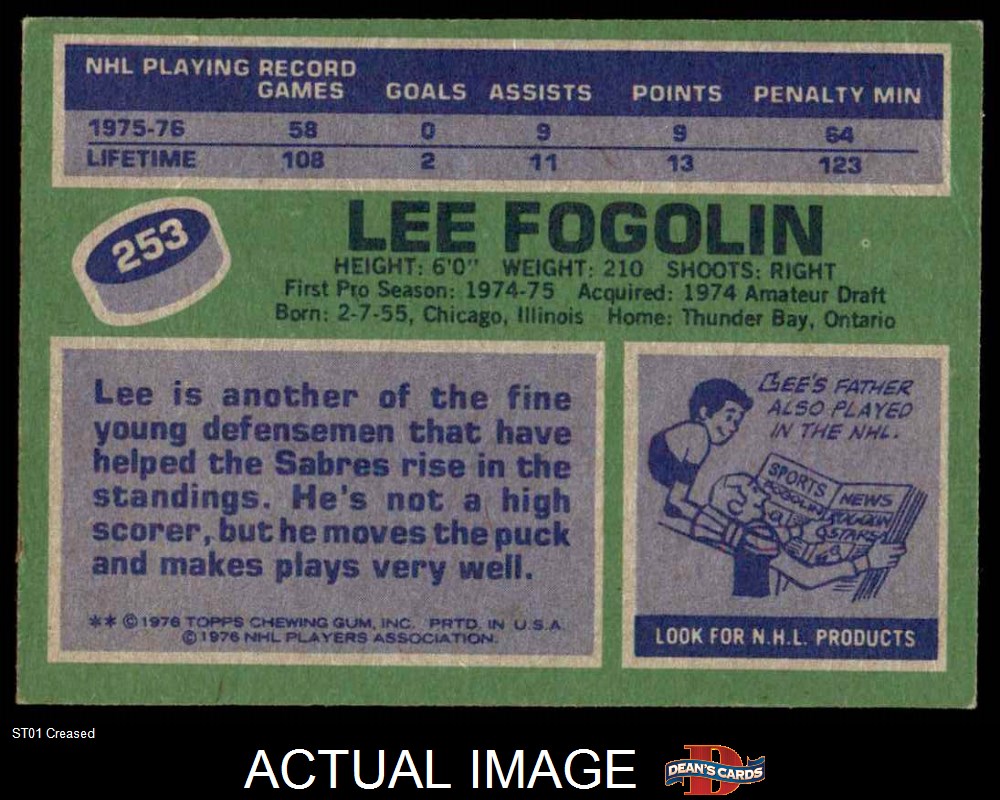 NHL PLAYING RECORD
GAMES GOALS ASSISTS POINTS PENALTY MIN
1975-76 58 0 9 9 64
LIFETIME 108 2 11 13 123
253
LEE FOGOLIN
HEIGHT: 6'0" WEIGHT: 210 SHOOTS: RIGHT
First Pro Season: 1974-75 Acquired: 1974 Amateur Draft
Born: 2-7-55, Chicago, Illinois Home: Thunder Bay, Ontario
Lee is another of the fine
young defensemen that have
helped the Sabres rise in the
standings. He's not a high
scorer, but he moves the puck
and makes plays very well.
** ©1976 TOPPS CHEWING GUM, INC. PRTD. IN U.S.A.
©1976 NHL PLAYERS ASSOCIATION.
LEE'S FATHER
ALSO PLAYED
IN THE NHL.
SPORTS NEWS
FOGOLIN FOGOLIN
STARS
LOOK FOR N.H.L. PRODUCTS
ST01 Creased
ACTUAL IMAGE
D
DEAN'S CARDS